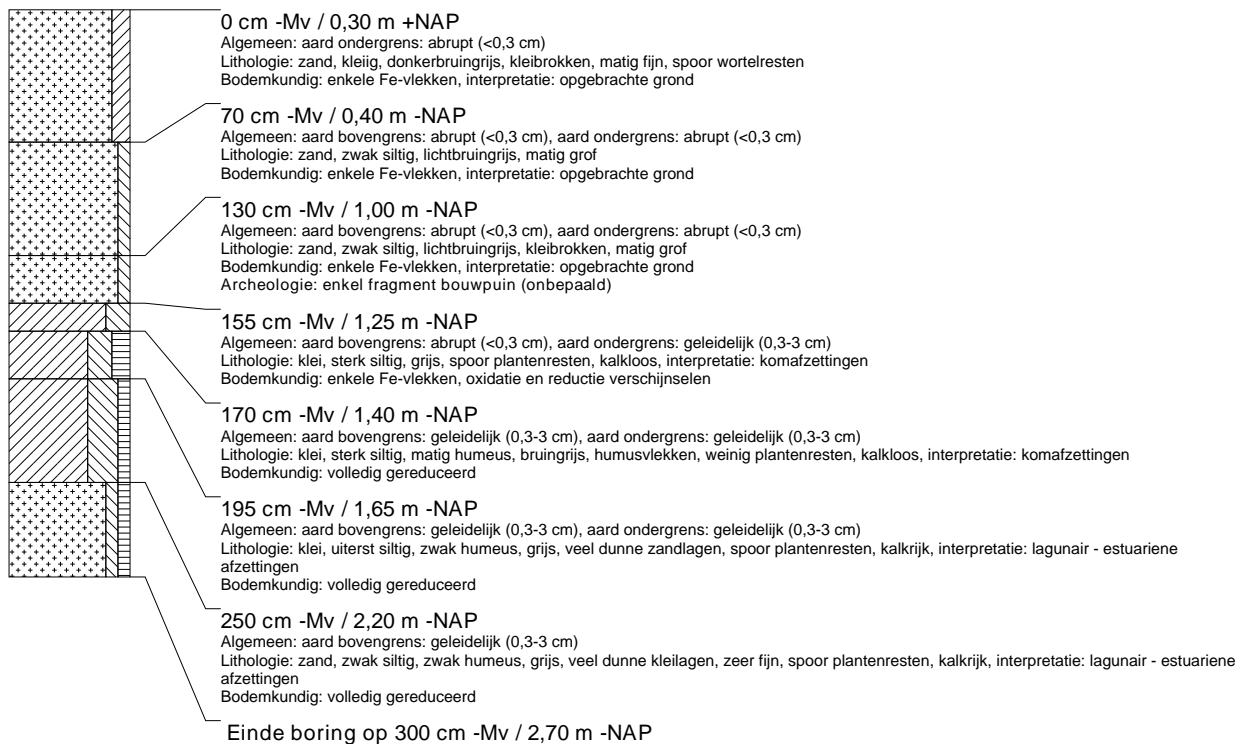 0 cm -Mv / 0,30 m +NAP
Algemeen: aard ondergrens: abrupt (<0,3 cm)
Lithologie: zand, kleiig, donkerbruingrijs, kleibrokken, matig fijn, spoor wortelresten
Bodemkundig: enkele Fe-vlekken, interpretatie: opgebrachte grond
70 cm -Mv / 0,40 m -NAP
Algemeen: aard bovengrens: abrupt (<0,3 cm), aard ondergrens: abrupt (<0,3 cm)
Lithologie: zand, zwak siltig, lichtbruingrijs, matig grof
Bodemkundig: enkele Fe-vlekken, interpretatie: opgebrachte grond
130 cm -Mv / 1,00 m -NAP
Algemeen: aard bovengrens: abrupt (<0,3 cm), aard ondergrens: abrupt (<0,3 cm)
Lithologie: zand, zwak siltig, lichtbruingrijs, kleibrokken, matig grof
Bodemkundig: enkele Fe-vlekken, interpretatie: opgebrachte grond
Archeologie: enkel fragment bouwpuin (onbepaald)
155 cm -Mv / 1,25 m -NAP
Algemeen: aard bovengrens: abrupt (<0,3 cm), aard ondergrens: geleidelijk (0,3-3 cm)
Lithologie: klei, sterk siltig, grijs, spoor plantenresten, kalkloos, interpretatie: komafzettingen
Bodemkundig: enkele Fe-vlekken, oxidatie en reductie verschijnselen
170 cm -Mv / 1,40 m -NAP
Algemeen: aard bovengrens: geleidelijk (0,3-3 cm), aard ondergrens: geleidelijk (0,3-3 cm)
Lithologie: klei, sterk siltig, matig humeus, bruingrijs, humusvlekken, weinig plantenresten, kalkloos, interpretatie: komafzettingen
Bodemkundig: volledig gereduceerd
195 cm -Mv / 1,65 m -NAP
Algemeen: aard bovengrens: geleidelijk (0,3-3 cm), aard ondergrens: geleidelijk (0,3-3 cm)
Lithologie: klei, uiterst siltig, zwak humeus, grijs, veel dunne zandlagen, spoor plantenresten, kalkrijk, interpretatie: lagunair - estuariene
afzettingen
Bodemkundig: volledig gereduceerd
250 cm -Mv / 2,20 m -NAP
Algemeen: aard bovengrens: geleidelijk (0,3-3 cm)
Lithologie: zand, zwak siltig, zwak humeus, grijs, veel dunne kleilagen, zeer fijn, spoor plantenresten, kalkrijk, interpretatie: lagunair - estuariene
afzettingen
Bodemkundig: volledig gereduceerd
Einde boring op 300 cm -Mv / 2,70 m -NAP